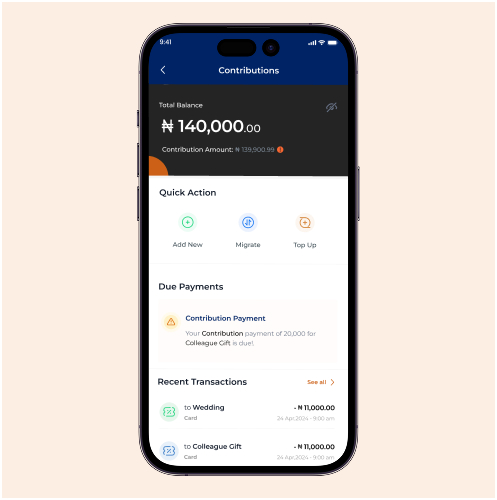 9:41
Contributions
Total Balance
₦ 140,000.00
Contribution Amount: ₦ 139,900.99
Quick Action
Add New
Migrate
Top Up
Due Payments
Contribution Payment
Your Contribution payment of 20,000 for
Colleague Gift is due!.
Recent Transactions
See all
to Wedding
- ₦ 11,000.00
Card
24 Apr,2024 - 9:00 am
to Colleague Gift
- ₦ 11,000.00
Card
24 Apr,2024 - 9:00 am